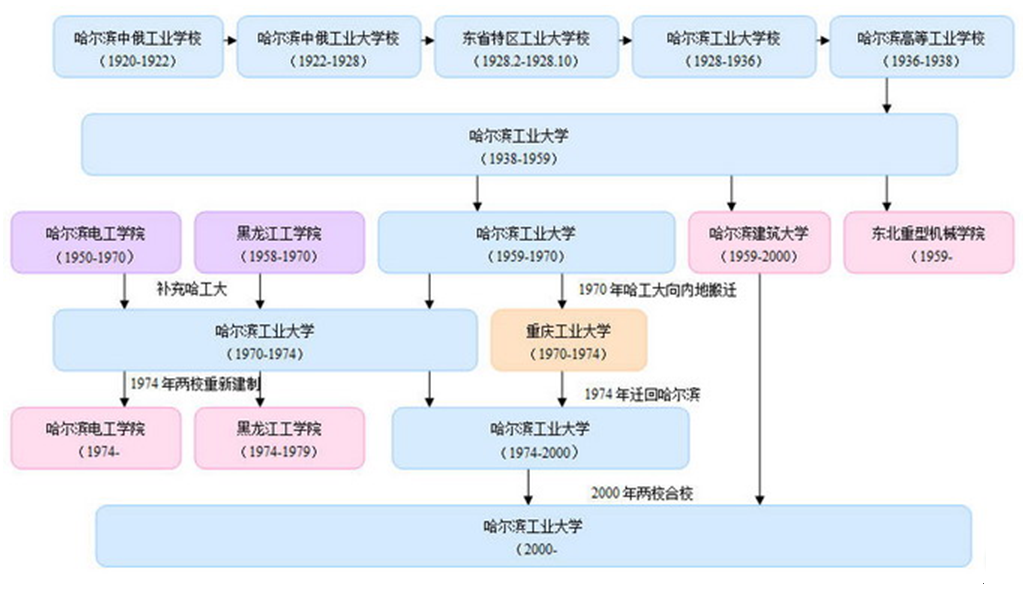 哈尔滨中俄工业学校
（1920-1922）
哈尔滨中俄工业大学校
（1922-1928）
东省特区工业大学校
（1928.2-1928.10）
哈尔滨工业大学校
（1928-1936）
哈尔滨高等工业学校
（1936-1938）
哈尔滨工业大学
（1938-1959）
哈尔滨电工学院
（1950-1970）
黑龙江工学院
（1958-1970）
哈尔滨工业大学
（1959-1970）
哈尔滨建筑大学
（1959-2000）
东北重型机械学院
（1959-
补充哈工大
1970 年哈工大向内地搬迁
哈尔滨工业大学
（1970-1974）
重庆工业大学
（1970-1974）
1974 年两校重新建制
1974 年迁回哈尔滨
哈尔滨电工学院
（1974-
黑龙江工学院
（1974-1979）
哈尔滨工业大学
（1974-2000）
2000 年两校合校
哈尔滨工业大学
（2000-